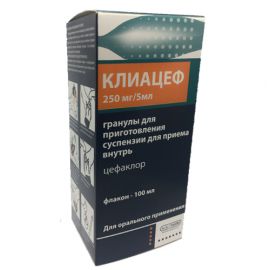 КЛИАЦЕФ
250 мг/5мл
гранулы для
приготовления
суспензии для приема
внутрь
цефаклор
флакон - 100 мл
Для орального применения